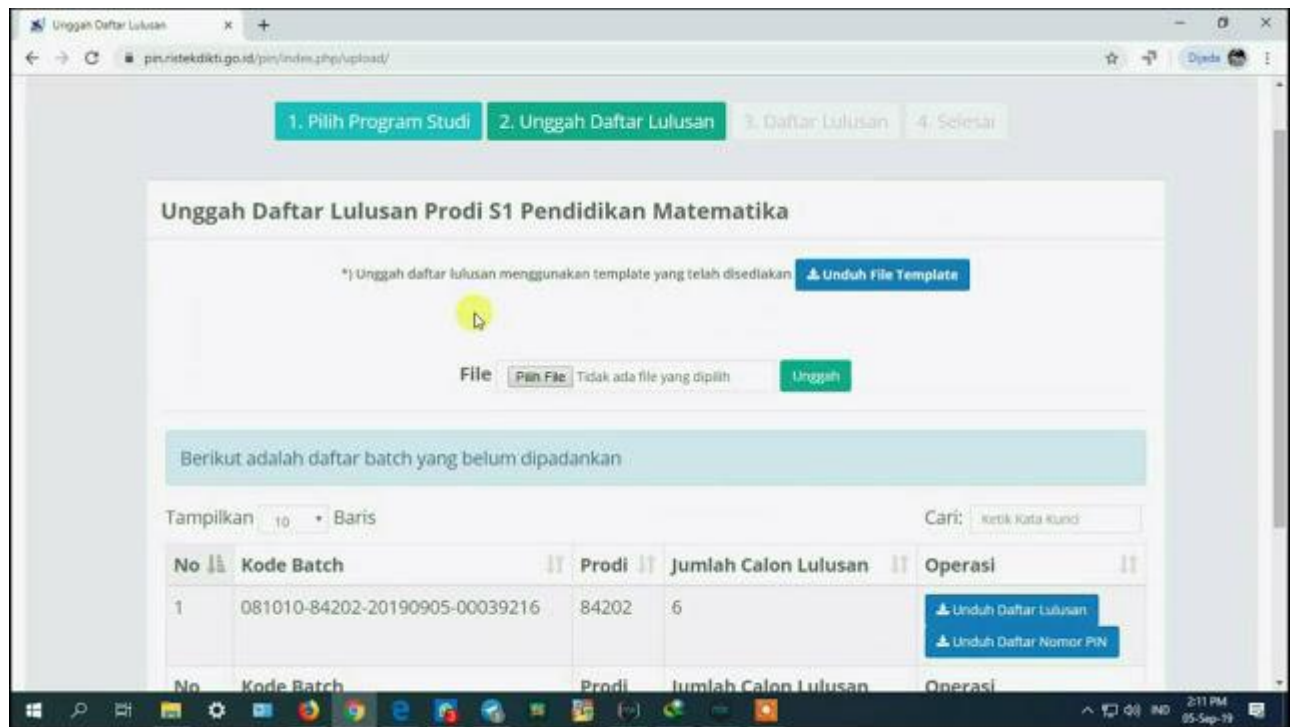 Unggah Daftar Lulusan
pin.ristekdikti.go.id/pin/index.php/upload/
Dijeda
1. Pilih Program Studi 2. Unggah Daftar Lulusan 3. Daftar Lulusan 4. Selesai
Unggah Daftar Lulusan Prodi S1 Pendidikan Matematika
*) Unggah daftar lulusan menggunakan template yang telah disediakan Unduh File Template
File Pilih File Tidak ada file yang dipilih Unggah
Berikut adalah daftar batch yang belum dipadankan
Tampilkan 10 Baris Cari: Ketik Kata Kunci
No Kode Batch Prodi Jumlah Calon Lulusan Operasi
1 081010-84202-20190905-00039216 84202 6 Unduh Daftar Lulusan
Unduh Daftar Nomor PIN
No Kode Batch Prodi Jumlah Calon Lulusan Operasi
IND 2:11 PM
05-Sep-19